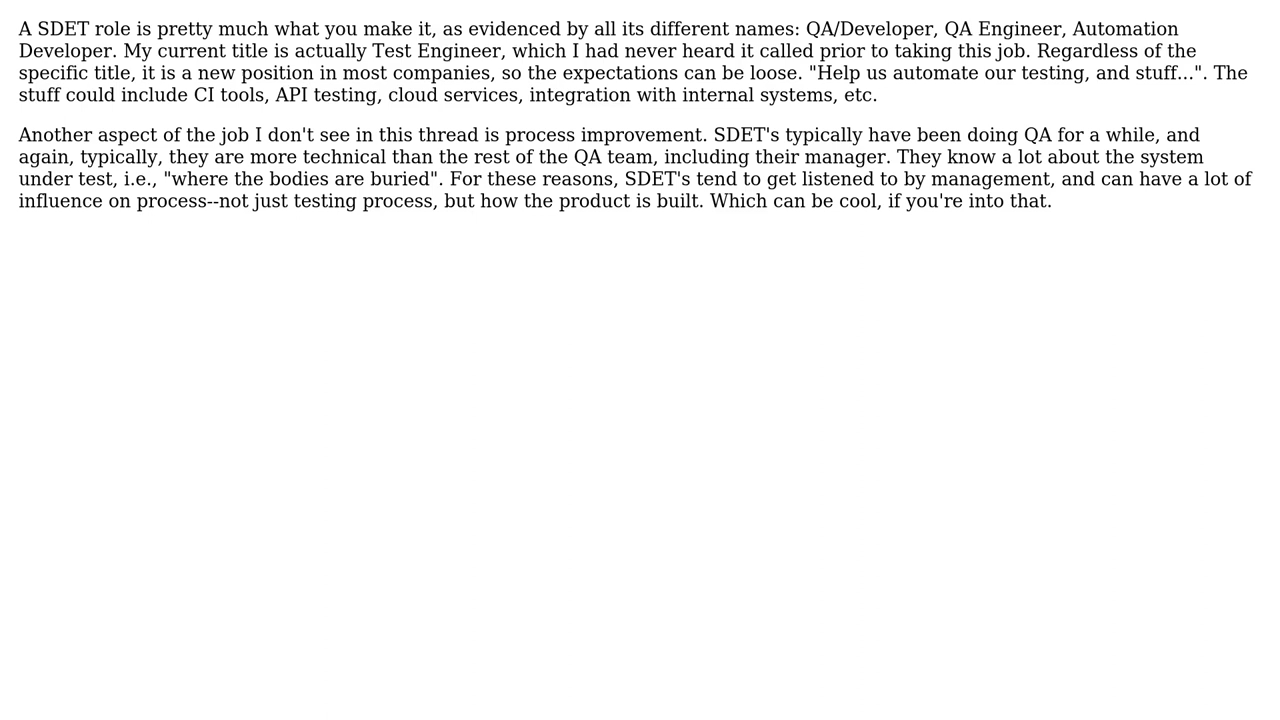 A SDET role is pretty much what you make it, as evidenced by all its different names: QA/Developer, QA Engineer, Automation
Developer. My current title is actually Test Engineer, which I had never heard it called prior to taking this job. Regardless of the
specific title, it is a new position in most companies, so the expectations can be loose. "Help us automate our testing, and stuff...". The
stuff could include CI tools, API testing, cloud services, integration with internal systems, etc.
Another aspect of the job I don't see in this thread is process improvement. SDET's typically have been doing QA for a while, and
again, typically, they are more technical than the rest of the QA team, including their manager. They know a lot about the system
under test, i.e., "where the bodies are buried". For these reasons, SDET's tend to get listened to by management, and can have a lot of
influence on process--not just testing process, but how the product is built. Which can be cool, if you're into that.